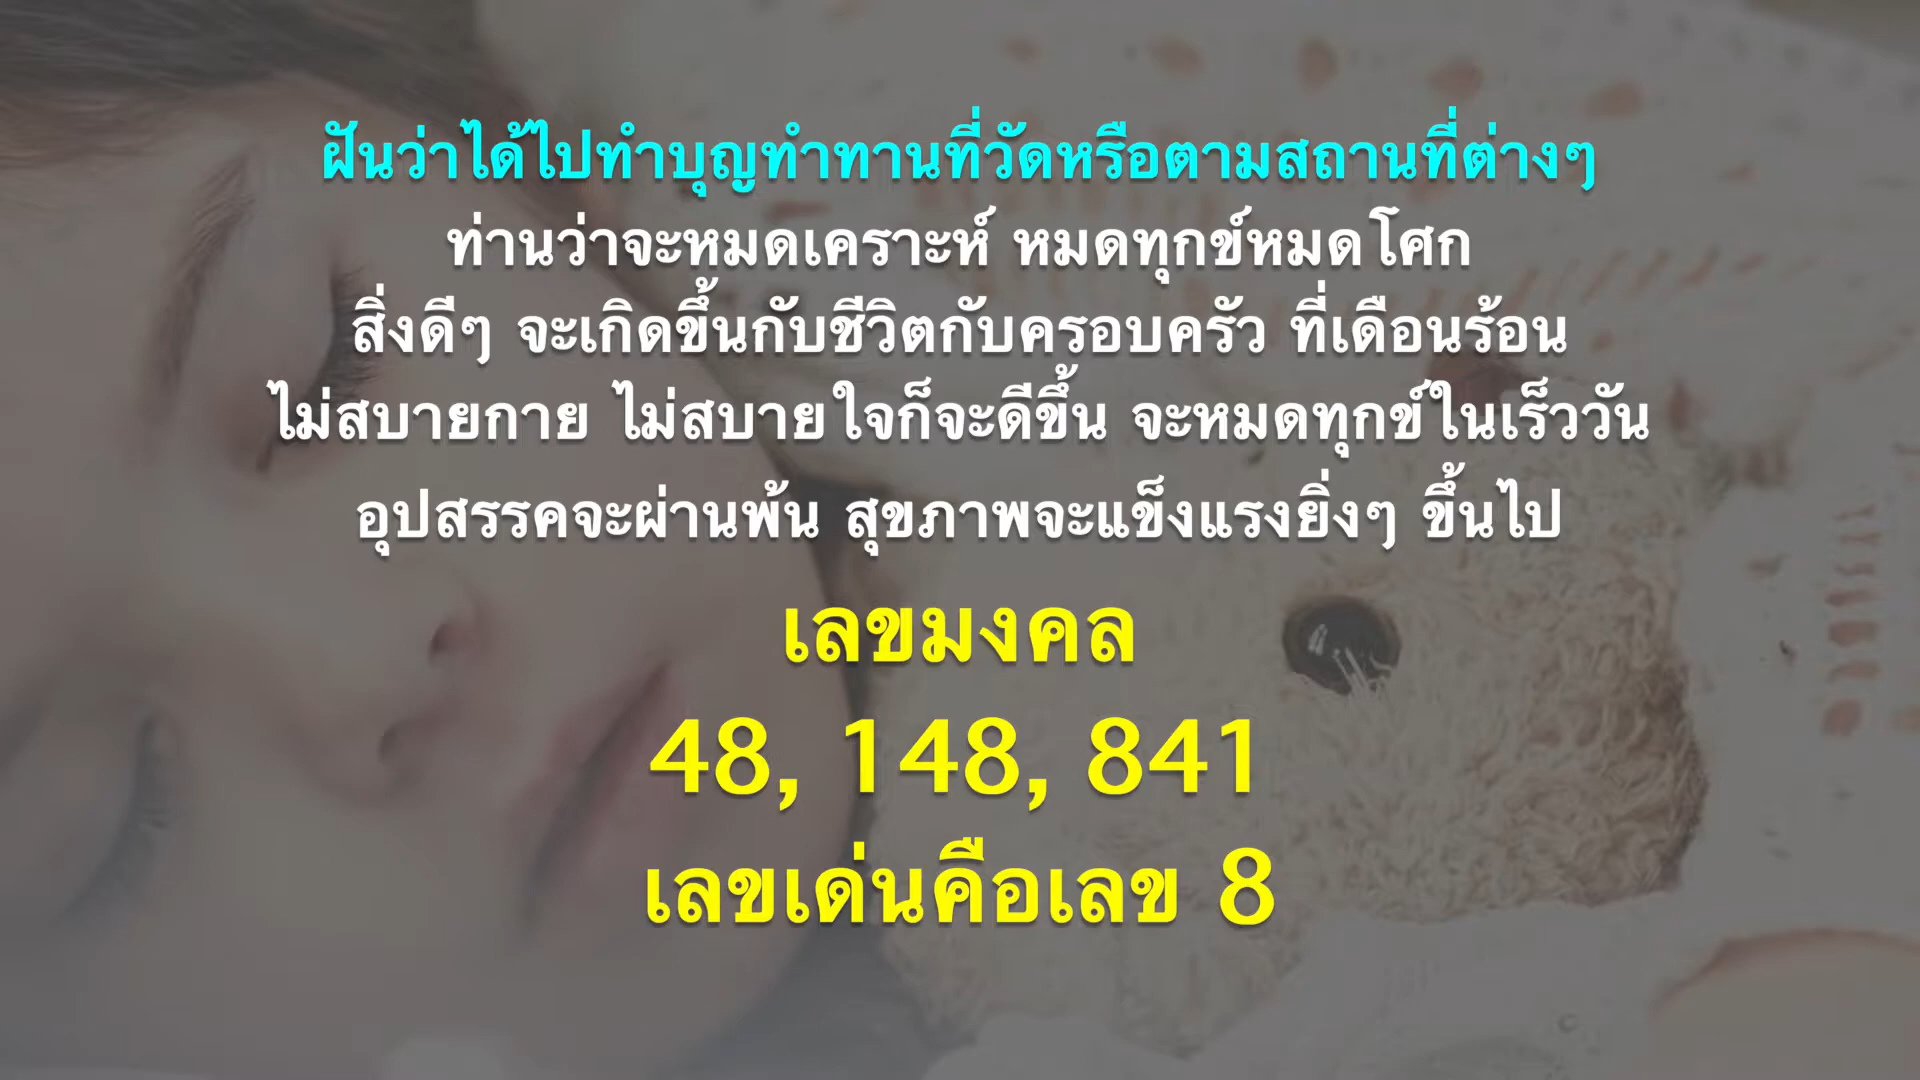 ฝันว่าได้ไปทำบุญทำทานที่วัดหรือตามสถานที่ต่างๆ
ท่านว่าจะหมดเคราะห์ หมดทุกข์หมดโศก
สิ่งดีๆ จะเกิดขึ้นกับชีวิตกับครอบครัว ที่เดือนร้อน
ไม่สบายกาย ไม่สบายใจก็จะดีขึ้น จะหมดทุกข์ในเร็ววัน
อุปสรรคจะผ่านพ้น สุขภาพจะแข็งแรงยิ่งๆ ขึ้นไป
เลขมงคล
48, 148, 841
เลขเด่นคือเลข 8